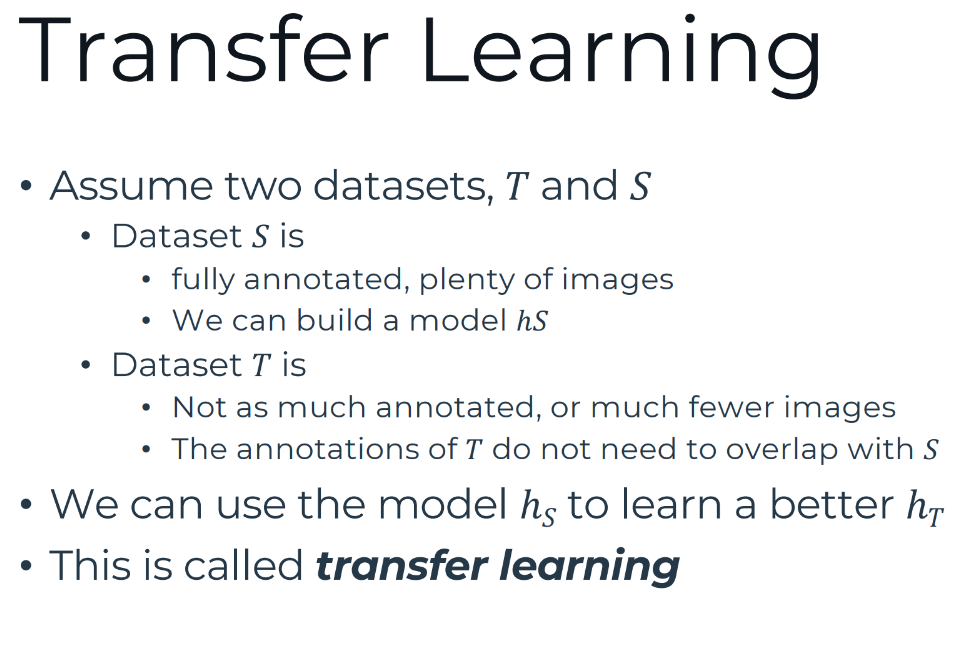 Transfer Learning
• Assume two datasets, T and S
• Dataset S is
• fully annotated, plenty of images
• We can build a model hS
• Dataset T is
• Not as much annotated, or much fewer images
• The annotations of T do not need to overlap with S
• We can use the model h_S to learn a better h_T
• This is called transfer learning